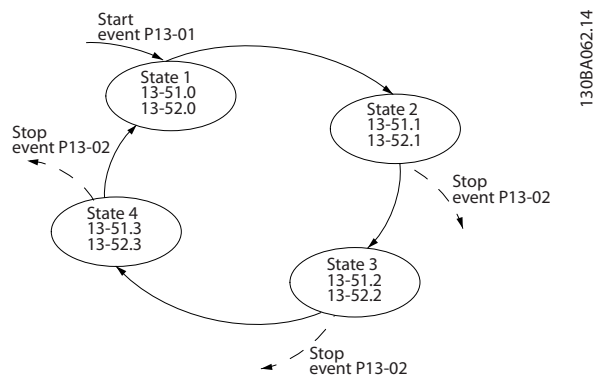 Start
event P13-01
State 1
13-51.0
13-52.0
State 2
13-51.1
13-52.1
Stop
event P13-02
Stop
event P13-02
State 4
13-51.3
13-52.3
State 3
13-51.2
13-52.2
Stop
event P13-02
130BA062.14